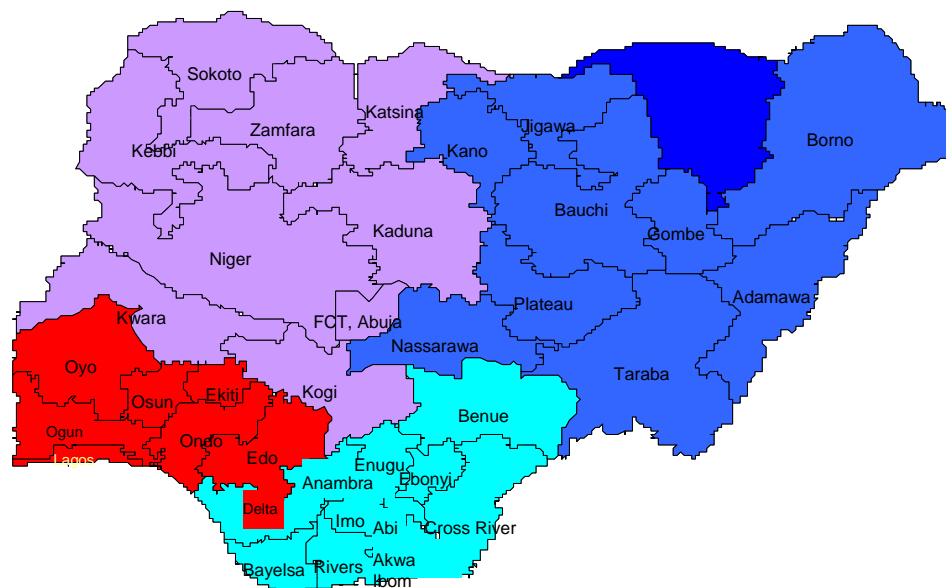 Sokoto
Katsina
Zamfara
Jigawa
Borno
Kebbi
Kano
Bauchi
Kaduna
Gombe
Niger
Adamawa
Plateau
Kwara
FCT, Abuja
Nassarawa
Oyo
Taraba
Ekiti
Kogi
Osun
Benue
Ogun
Ondo
Lagos
Edo
Enugu
Ebonyi
Anambra
Delta
Imo
Abi
Cross River
Bayelsa
Rivers
Akwa
Ibom